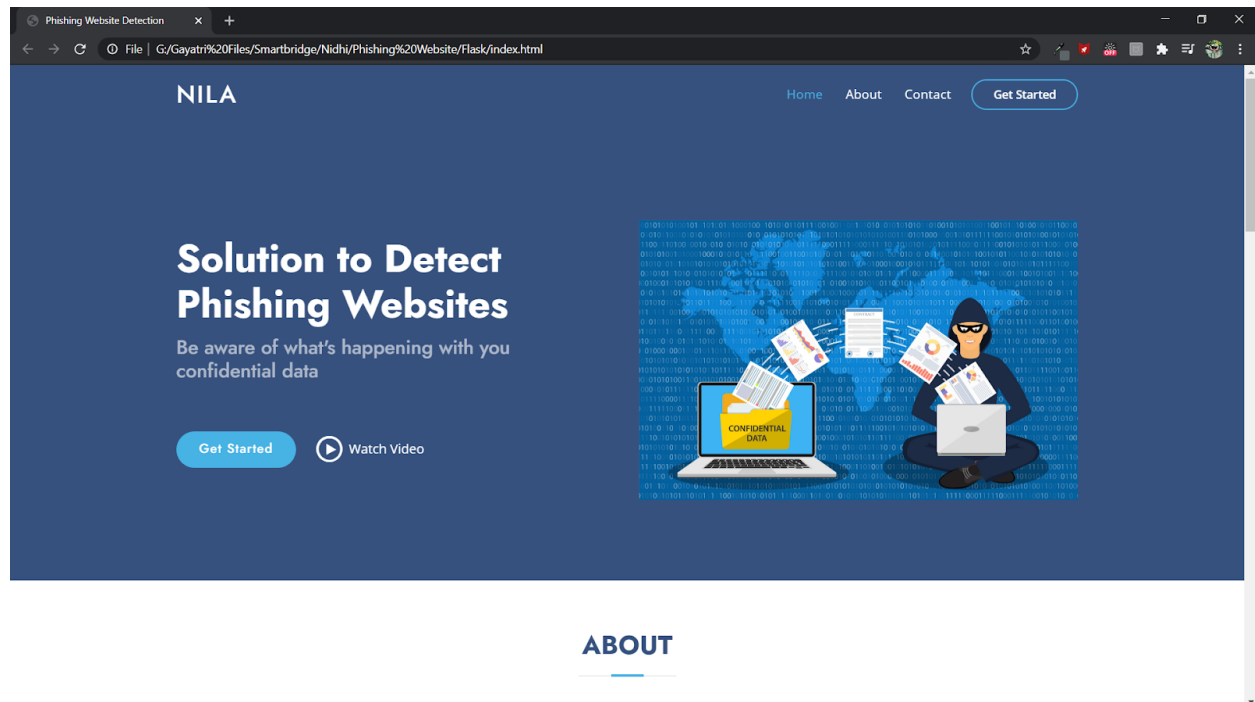 Phishing Website Detection
File | G:/Gayatri%20Files/Smartbridge/Nidhi/Phishing%20Website/Flask/index.html
OFF
NILA
Home About Contact Get Started
Solution to Detect
Phishing Websites
Be aware of what's happening with you
confidential data
CONFIDENTIAL
DATA
Get Started Watch Video
ABOUT